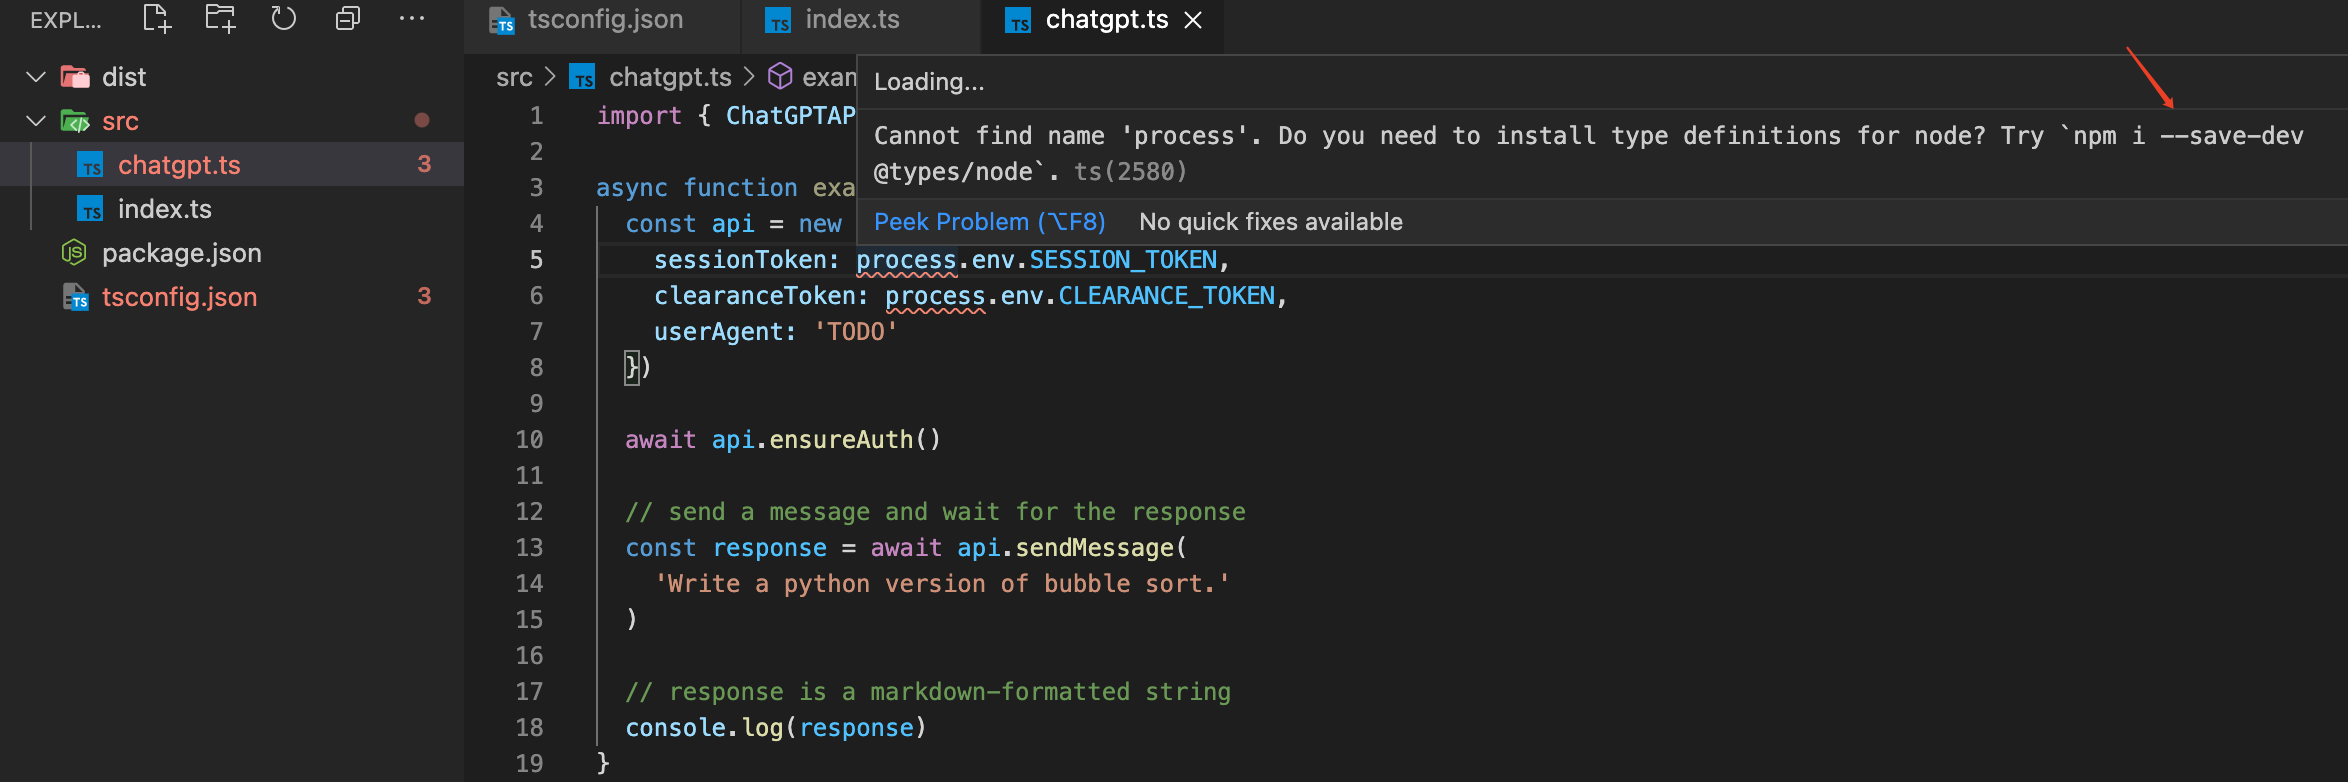 EXPL...
tsconfig.json
index.ts
chatgpt.ts
dist
src
chatgpt.ts 3
index.ts
package.json
tsconfig.json 3
src > chatgpt.ts > exam
Loading...
Cannot find name 'process'. Do you need to install type definitions for node? Try `npm i --save-dev
@types/node`. ts(2580)
Peek Problem (⌥F8) No quick fixes available
1 import { ChatGPTAP
2
3 async function exa
4 const api = new
5 sessionToken: process.env.SESSION_TOKEN,
6 clearanceToken: process.env.CLEARANCE_TOKEN,
7 userAgent: 'TODO'
8 })
9
10 await api.ensureAuth()
11
12 // send a message and wait for the response
13 const response = await api.sendMessage(
14 'Write a python version of bubble sort.'
15 )
16
17 // response is a markdown-formatted string
18 console.log(response)
19 }